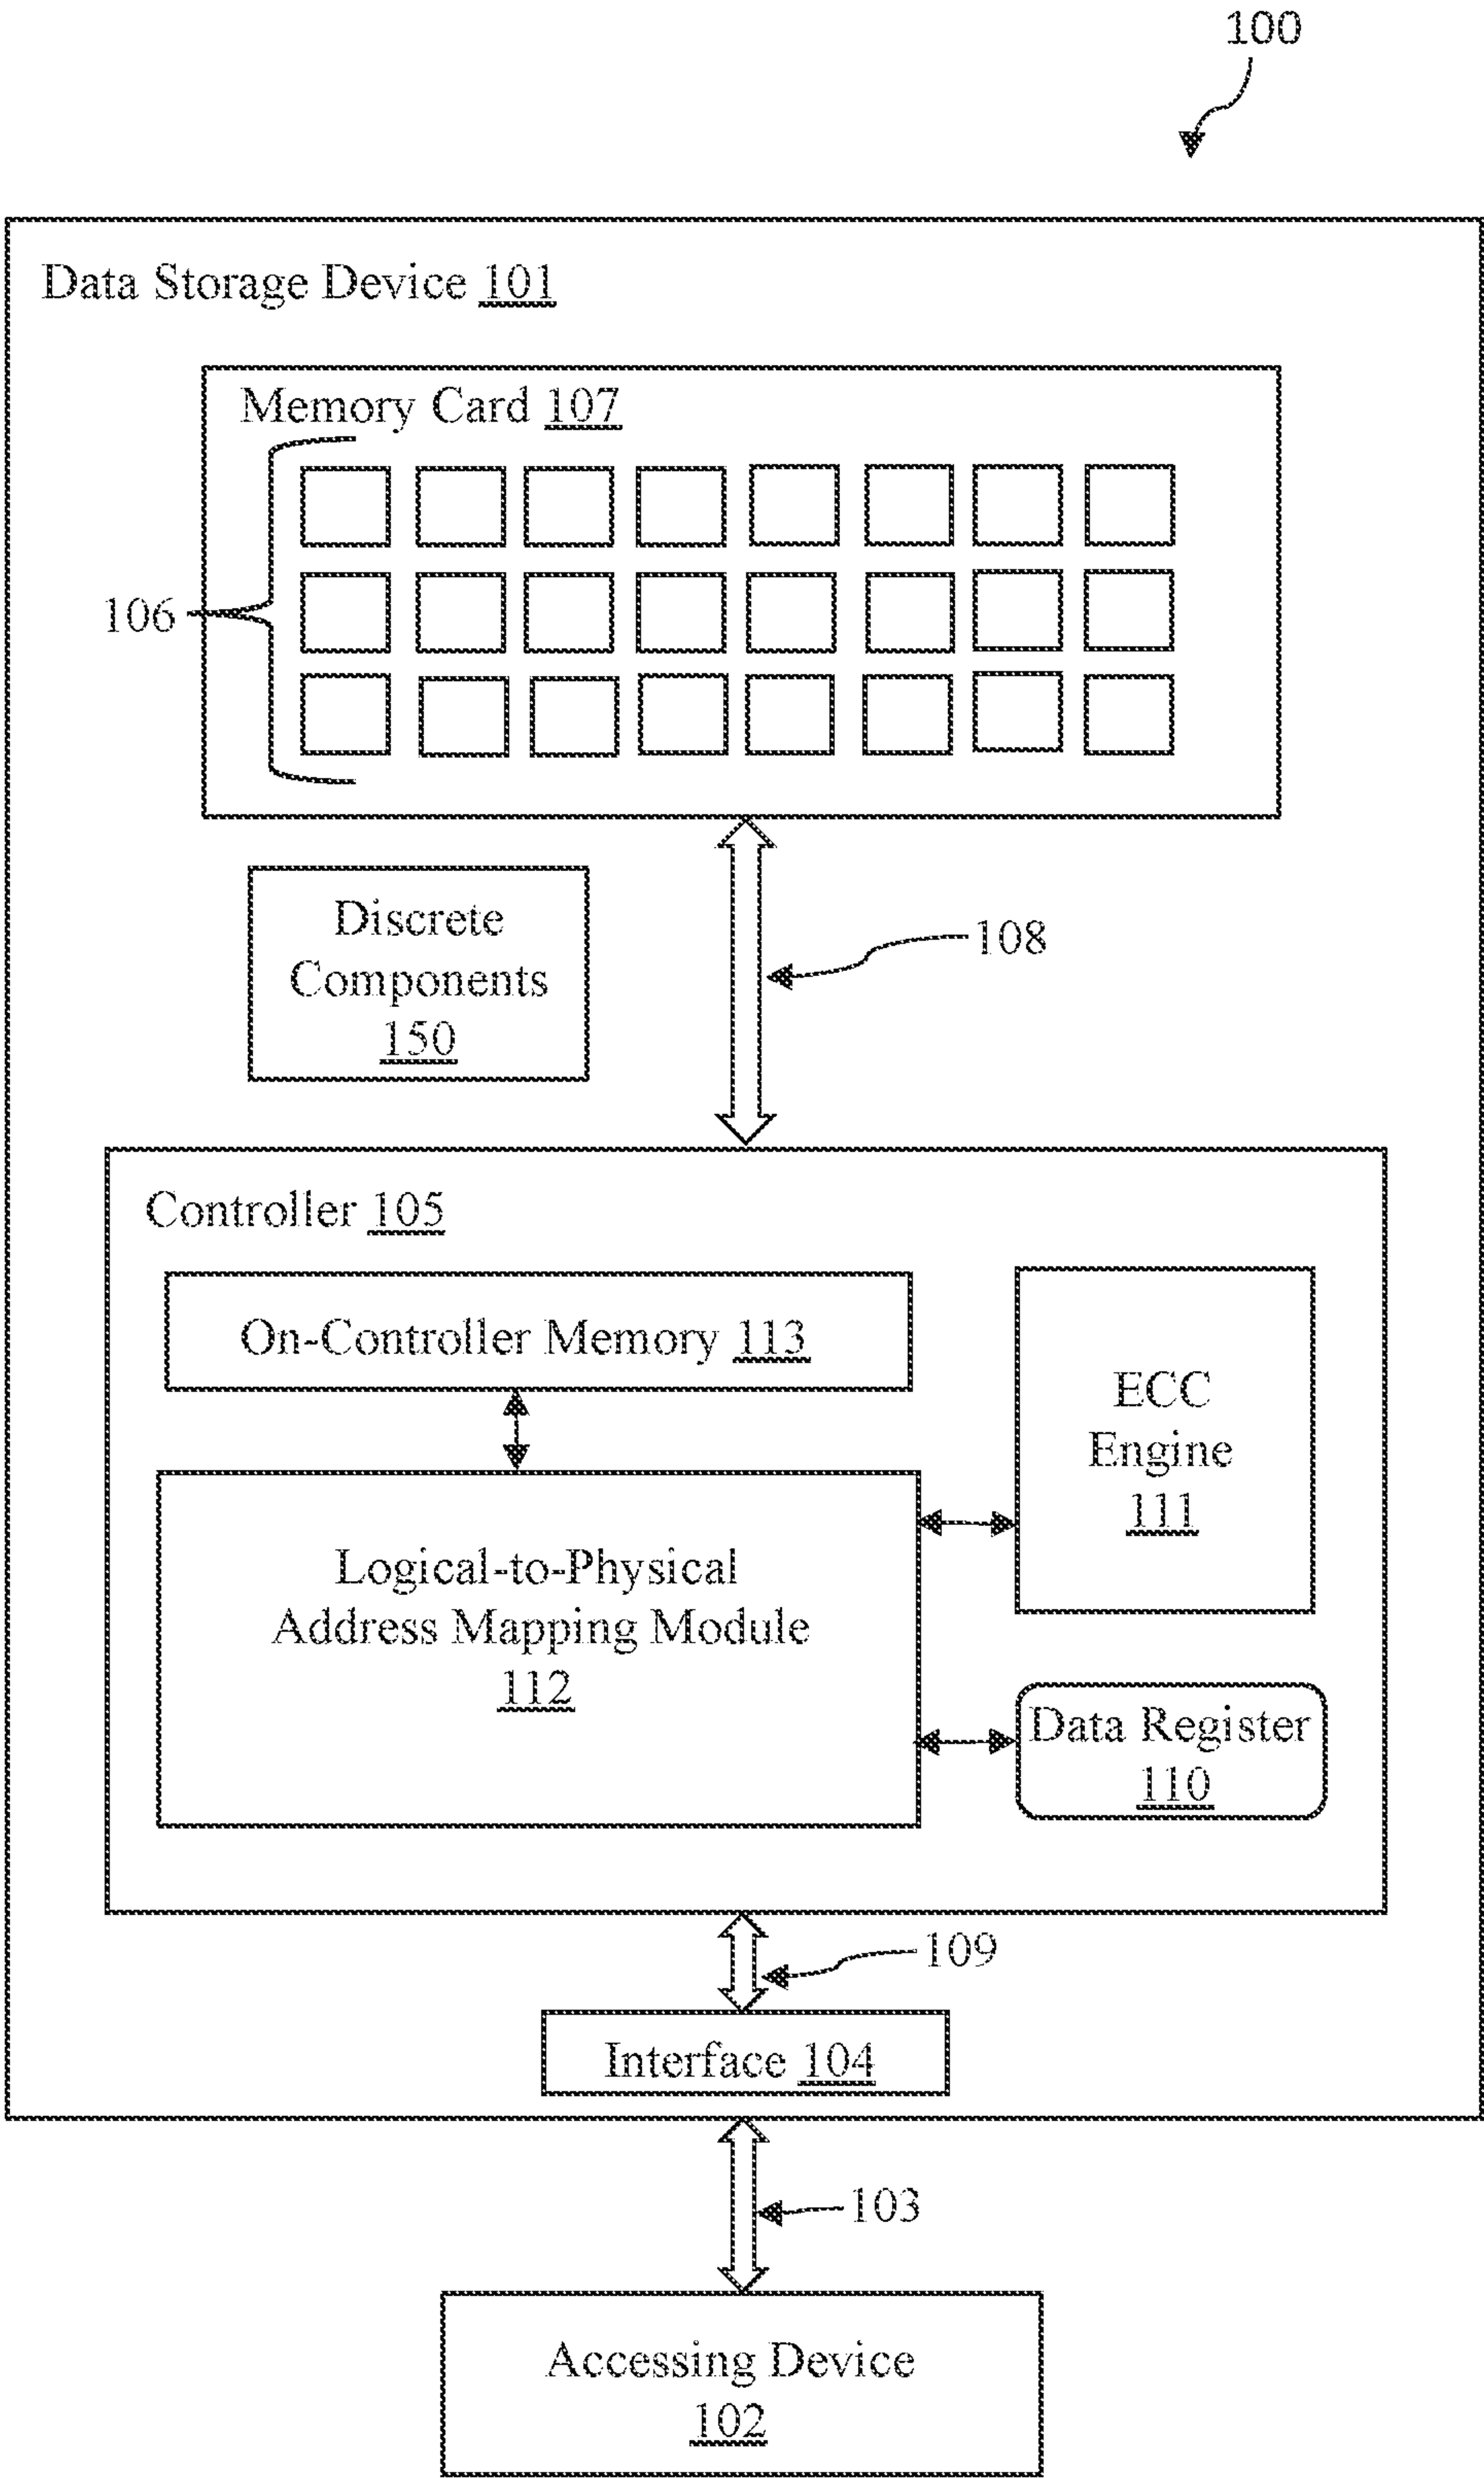 100
Data Storage Device 101
Memory Card 107
106
Discrete
Components
150
108
Controller 105
On-Controller Memory 113
ECC
Engine
111
Logical-to-Physical
Address Mapping Module
112
Data Register
110
109
Interface 104
103
Accessing Device
102